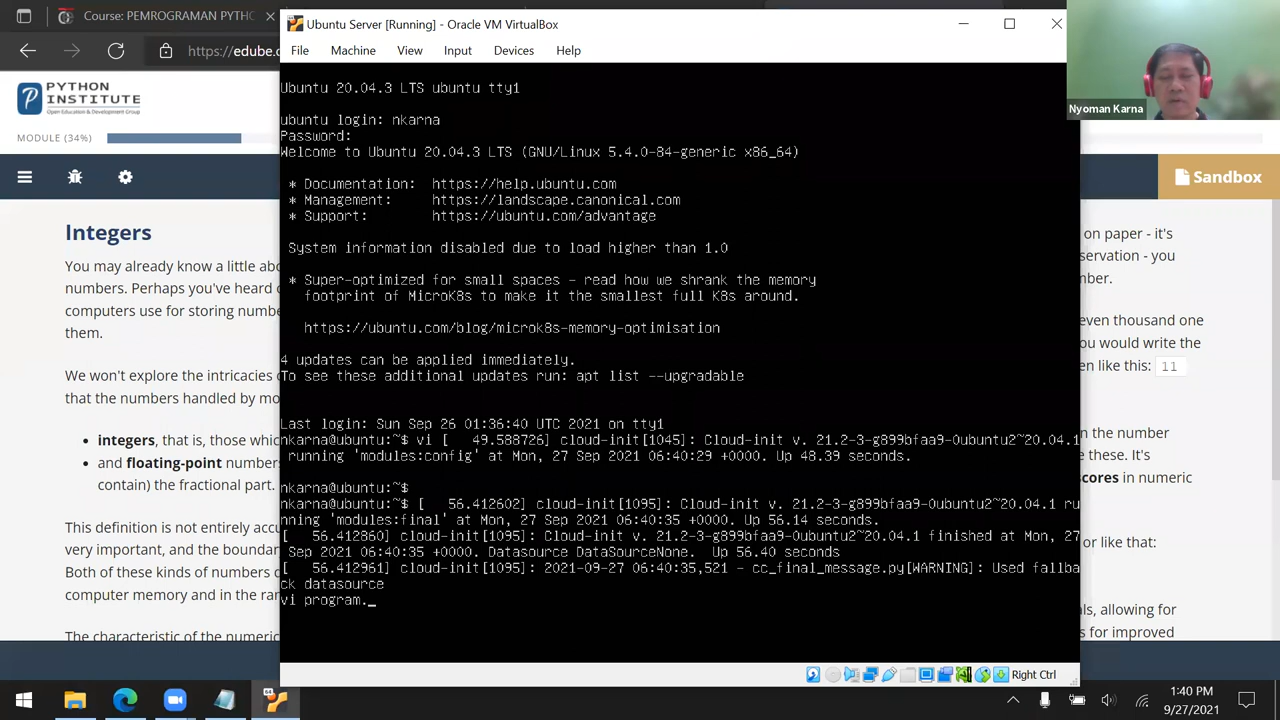 Course: PEMROGRAMAN PYTH
Ubuntu Server [Running] - Oracle VM VirtualBox
https://edube.o
File Machine View Input Devices Help
PYTHON
INSTITUTE
Open Education & Development Group
MODULE (34%)
Nyoman Karna
Sandbox
Integers
You may already know a little abo
numbers. Perhaps you've heard o
computers use for storing numbe
them.
We won't explore the intricacies o
that the numbers handled by mo
integers, that is, those whic
and floating-point numbers
contain) the fractional part.
This definition is not entirely accu
very important, and the boundar
Both of these kinds of numbers d
computer memory and in the ran
The characteristic of the numeric
Ubuntu 20.04.3 LTS ubuntu tty1
ubuntu login: nkarna
Password:
Welcome to Ubuntu 20.04.3 LTS (GNU/Linux 5.4.0-84-generic x86_64)
* Documentation: https://help.ubuntu.com
* Management: https://landscape.canonical.com
* Support: https://ubuntu.com/advantage
System information disabled due to load higher than 1.0
* Super-optimized for small spaces - read how we shrank the memory
footprint of MicroK8s to make it the smallest full K8s around.
https://ubuntu.com/blog/microk8s-memory-optimisation
4 updates can be applied immediately.
To see these additional updates run: apt list --upgradable
Last login: Sun Sep 26 01:36:40 UTC 2021 on tty1
nkarna@ubuntu:~$ vi [ 49.588726] cloud-init[1045]: Cloud-init v. 21.2-3-g899bfaa9-0ubuntu2~20.04.1
running 'modules:config' at Mon, 27 Sep 2021 06:40:29 +0000. Up 48.39 seconds.
nkarna@ubuntu:~$
nkarna@ubuntu:~$ [ 56.412602] cloud-init[1095]: Cloud-init v. 21.2-3-g899bfaa9-0ubuntu2~20.04.1 ru
nning 'modules:final' at Mon, 27 Sep 2021 06:40:35 +0000. Up 56.14 seconds.
[ 56.412860] cloud-init[1095]: Cloud-init v. 21.2-3-g899bfaa9-0ubuntu2~20.04.1 finished at Mon, 27
Sep 2021 06:40:35 +0000. Datasource DataSourceNone. Up 56.40 seconds
[ 56.412961] cloud-init[1095]: 2021-09-27 06:40:35,521 - cc_final_message.py[WARNING]: Used fallba
ck datasource
vi program._
on paper - it's
servation - you
mber.
even thousand one
ou would write the
en like this: 11
n the number
e these. It's
scores in numeric
or like that:
ls, allowing for
s for improved
Right Ctrl
1:40 PM
9/27/2021